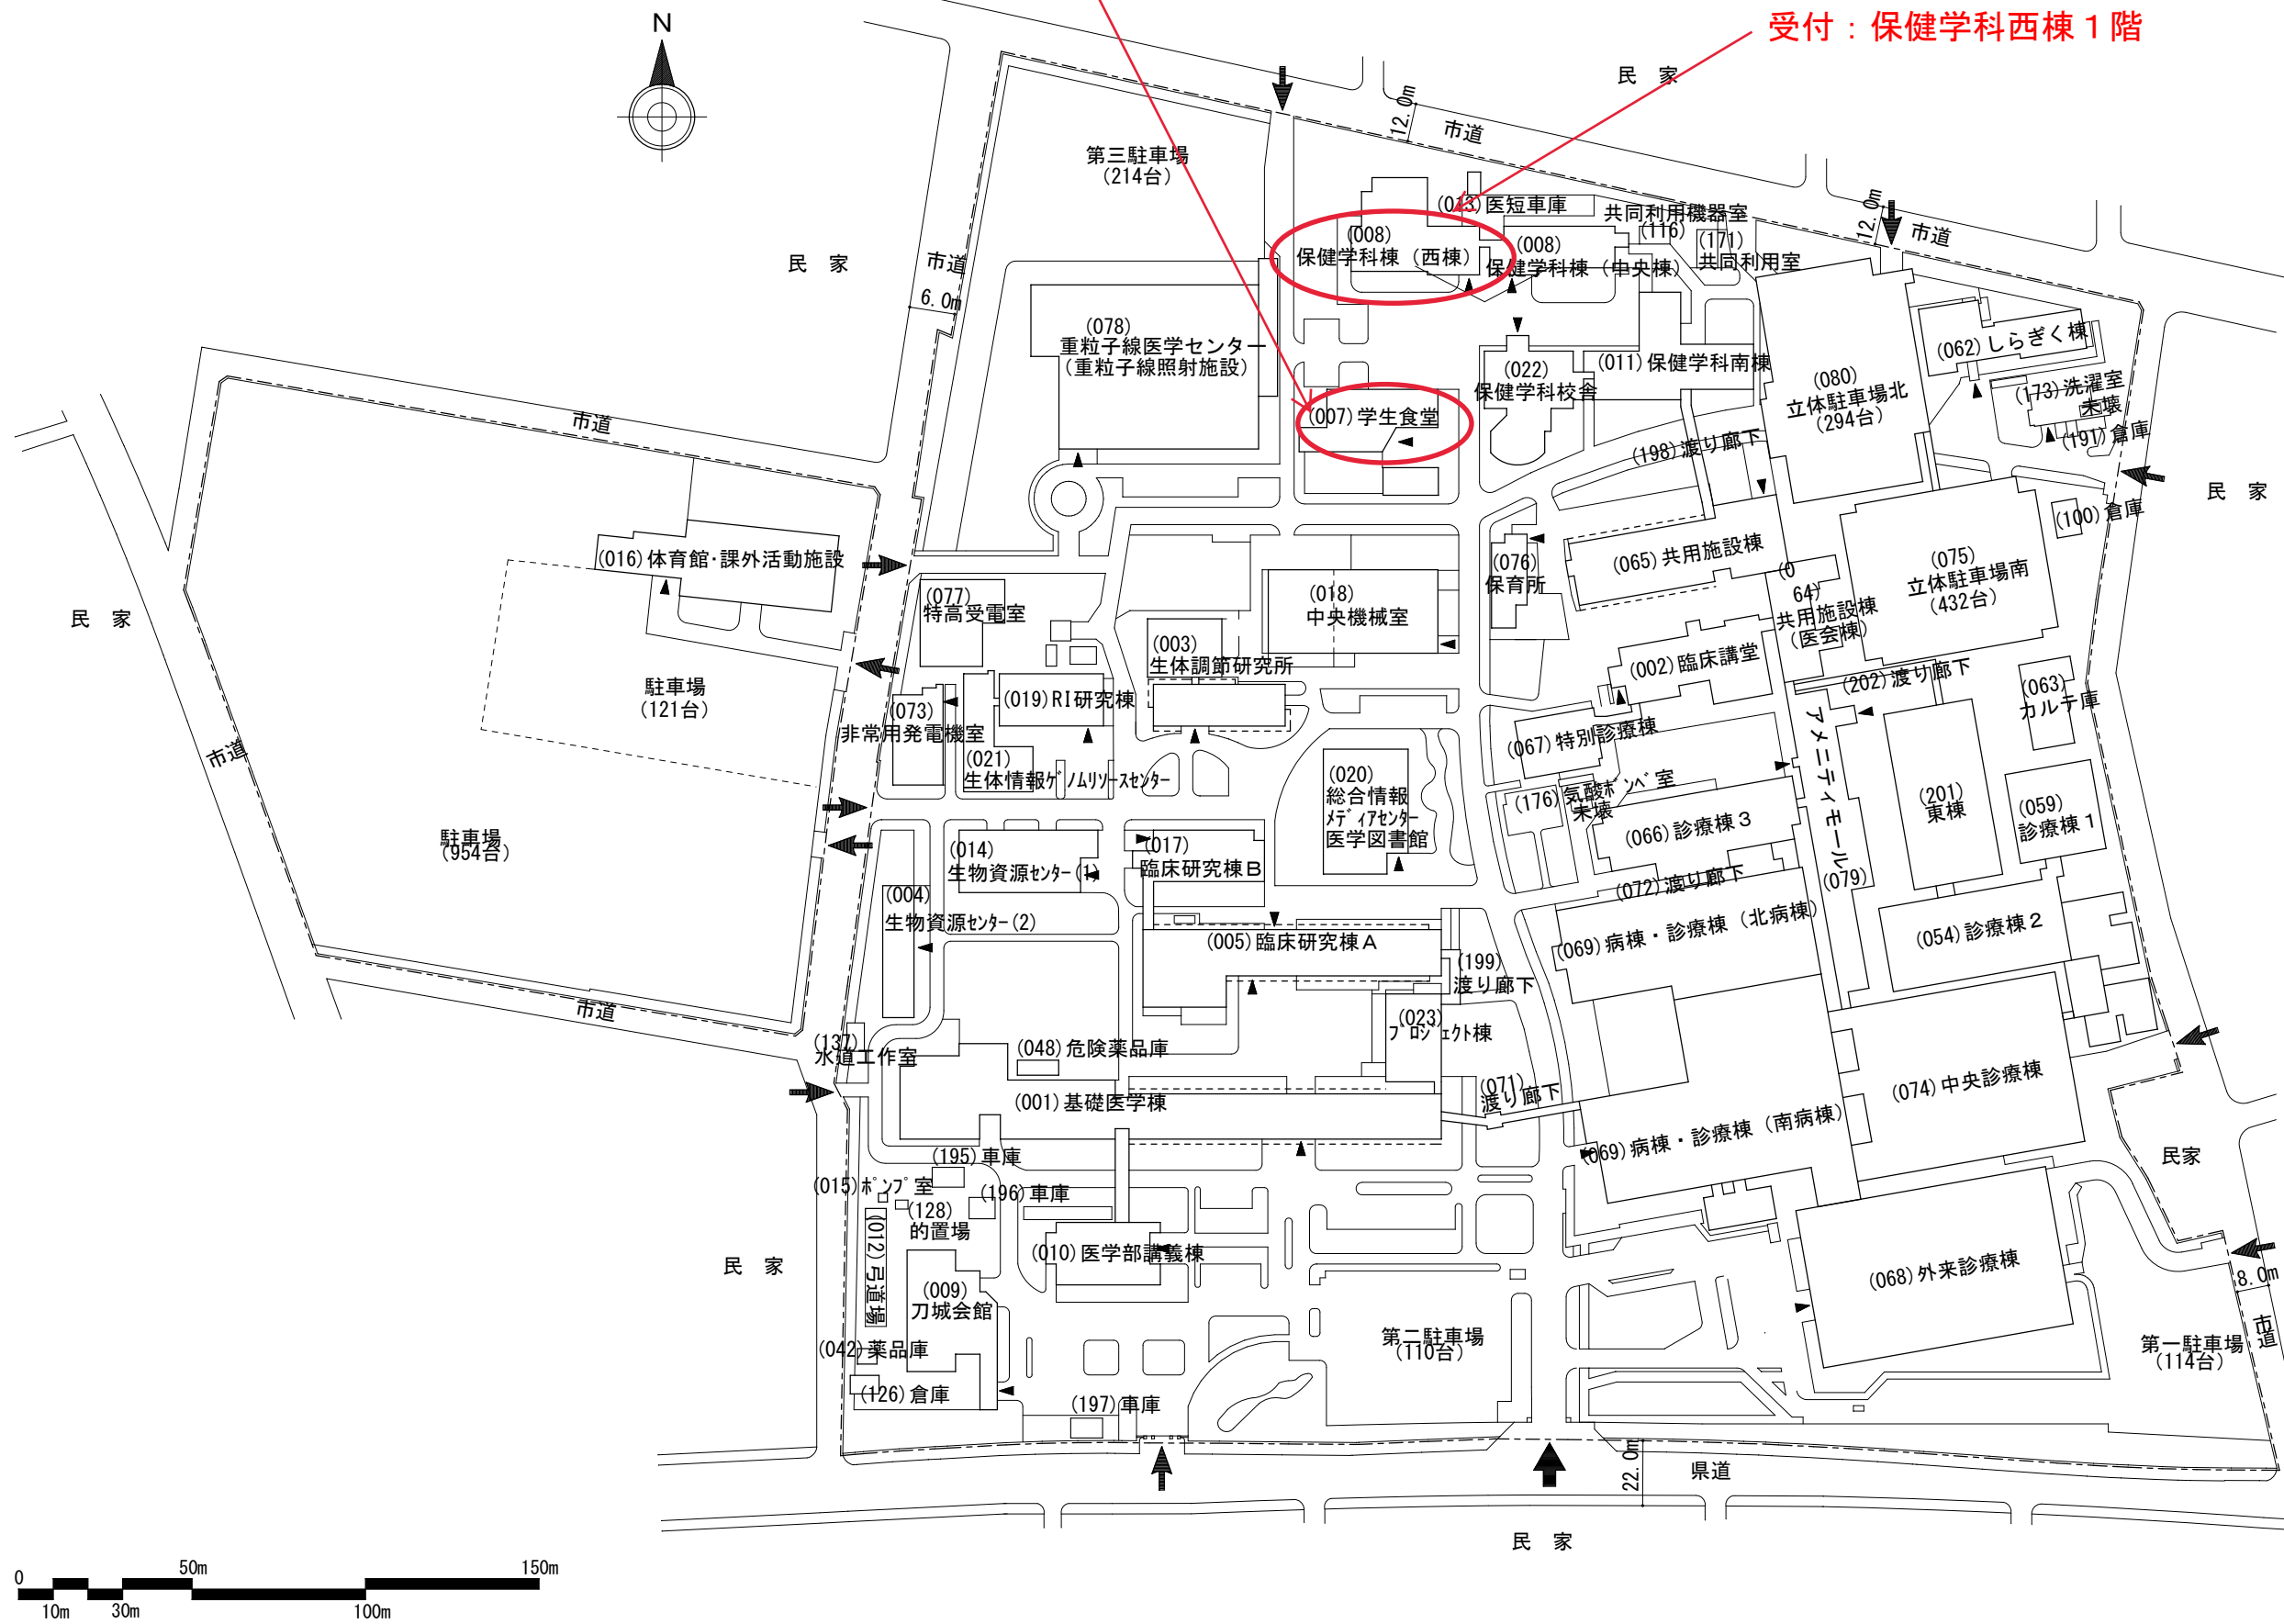 受付：保健学科西棟１階
N
民　家
12.0m
市道
第三駐車場
(214台)
(013)医短車庫
共同利用機器室
(116)
(171)
共同利用室
12.0m
市道
(008)
保健学科棟（西棟）
(008)
保健学科棟（中央棟）
民　家
市道
6.0m
(078)
重粒子線医学センター
(重粒子線照射施設)
(022)
保健学科校舎
(011)保健学科南棟
(062)しらぎく棟
(080)
立体駐車場北
(294台)
(173)洗濯室
未壊
(191)倉庫
(007)学生食堂
市道
(198)渡り廊下
民　家
(100)倉庫
(016)体育館･課外活動施設
(076)
保育所
(065)共用施設棟
(075)
立体駐車場南
(432台)
(0
64)
共用施設棟
(医会棟)
(077)
特高受電室
(018)
中央機械室
民　家
(003)
生体調節研究所
(002)臨床講堂
(202)渡り廊下
(063)
カルテ庫
駐車場
(121台)
(019)RI研究棟
(073)
非常用発電機室
(067)特別診療棟
アメニティモール
(079)
市道
(021)
生体情報ｹﾞﾉﾑﾘｿｰｽｾﾝﾀｰ
(020)
総合情報
ﾒﾃﾞｨｱｾﾝﾀｰ
医学図書館
(176)気酸ﾎﾞﾝﾍﾞ室
未壊
(201)
東棟
(059)
診療棟１
駐車場
(954台)
(066)診療棟３
(014)
生物資源ｾﾝﾀｰ(1)
(017)
臨床研究棟Ｂ
(072)渡り廊下
(004)
生物資源ｾﾝﾀｰ(2)
(005)臨床研究棟Ａ
(069)病棟・診療棟（北病棟）
(054)診療棟２
(199)
渡り廊下
市道
(023)
ﾌﾟﾛｼﾞｪｸﾄ棟
(137)
水道工作室
(048)危険薬品庫
(074)中央診療棟
(001)基礎医学棟
(071)
渡り廊下
(069)病棟・診療棟（南病棟）
民家
(195)車庫
(015)ﾎﾟﾝﾌﾟ室
(196)車庫
(128)
的置場
(012)弓道場
(010)医学部講義棟
民　家
(068)外来診療棟
8.0m
市道
(009)
刀城会館
第二駐車場
(110台)
第一駐車場
(114台)
(042)薬品庫
(126)倉庫
(197)車庫
22.0m
県道
民　家
0
50m
150m
10m
30m
100m